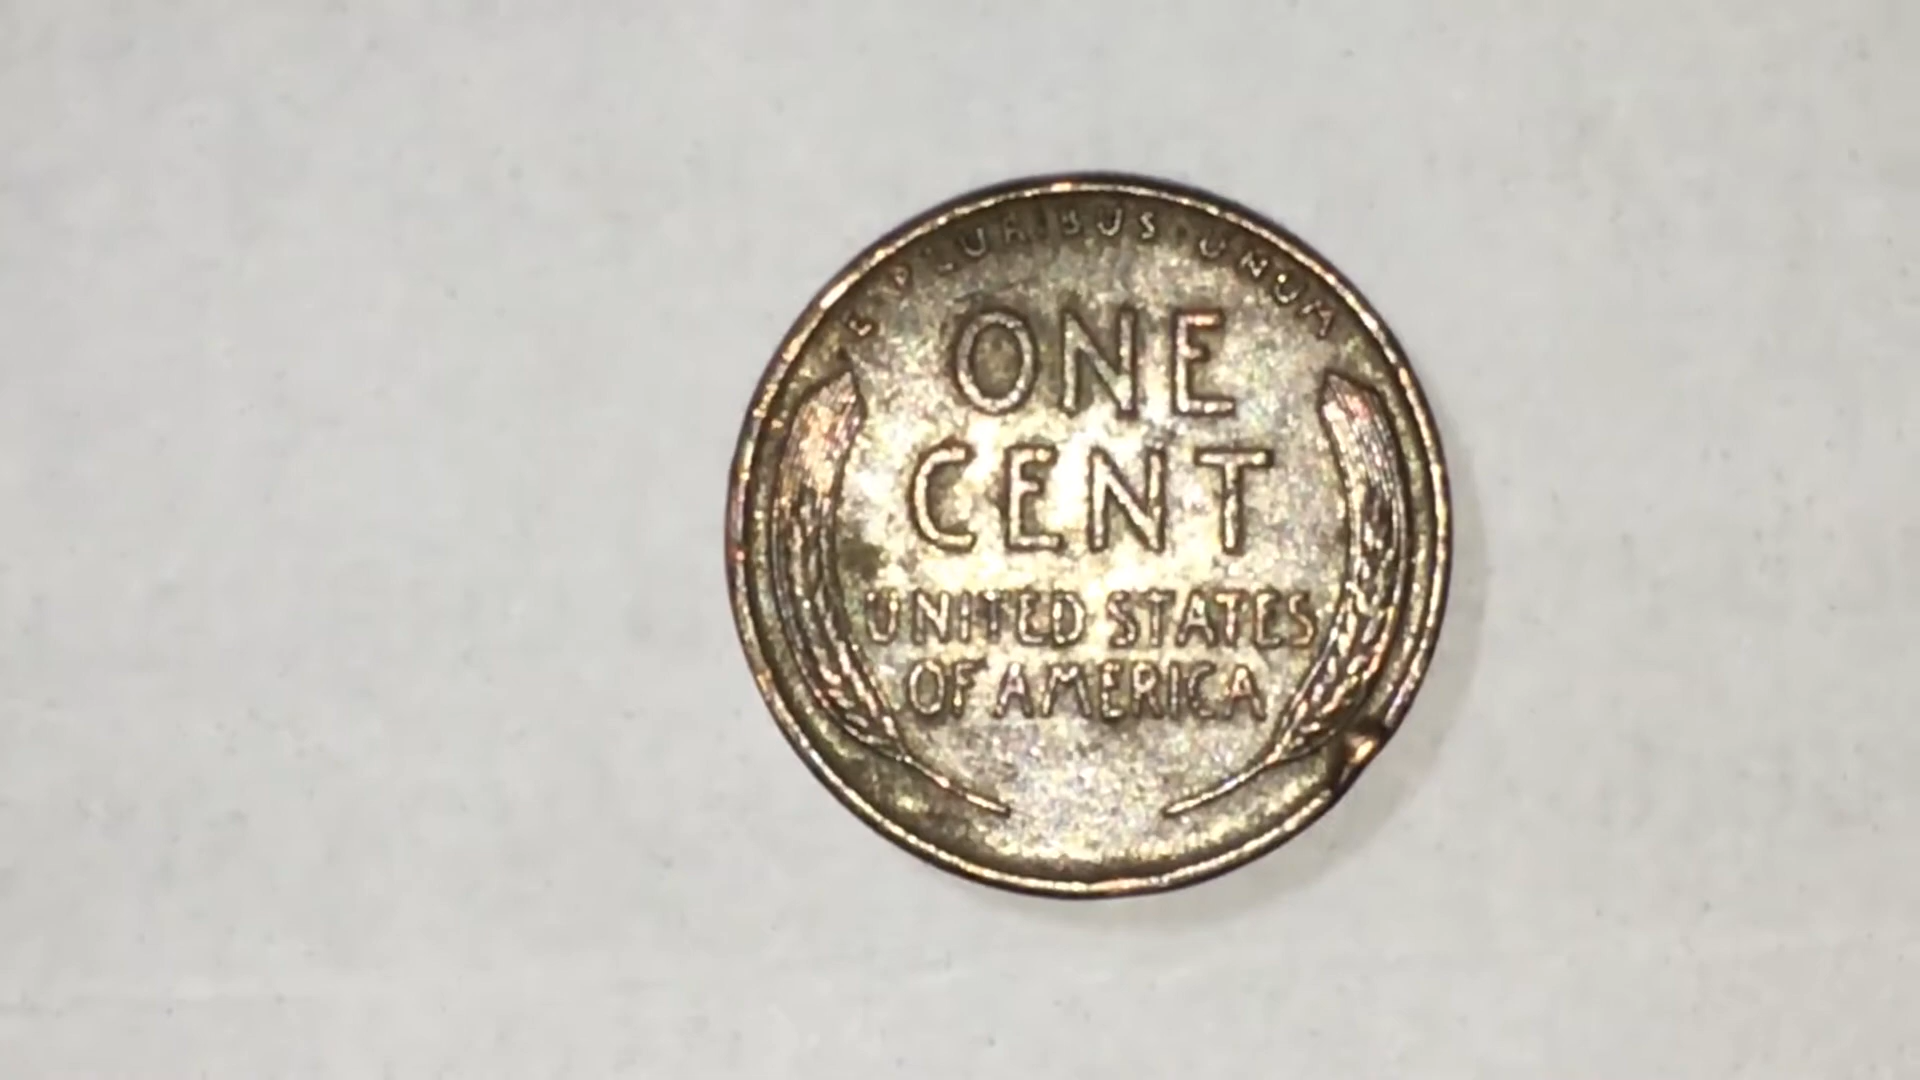 E PLURIBUS UNUM
ONE
CENT
UNITED STATES
OF AMERICA